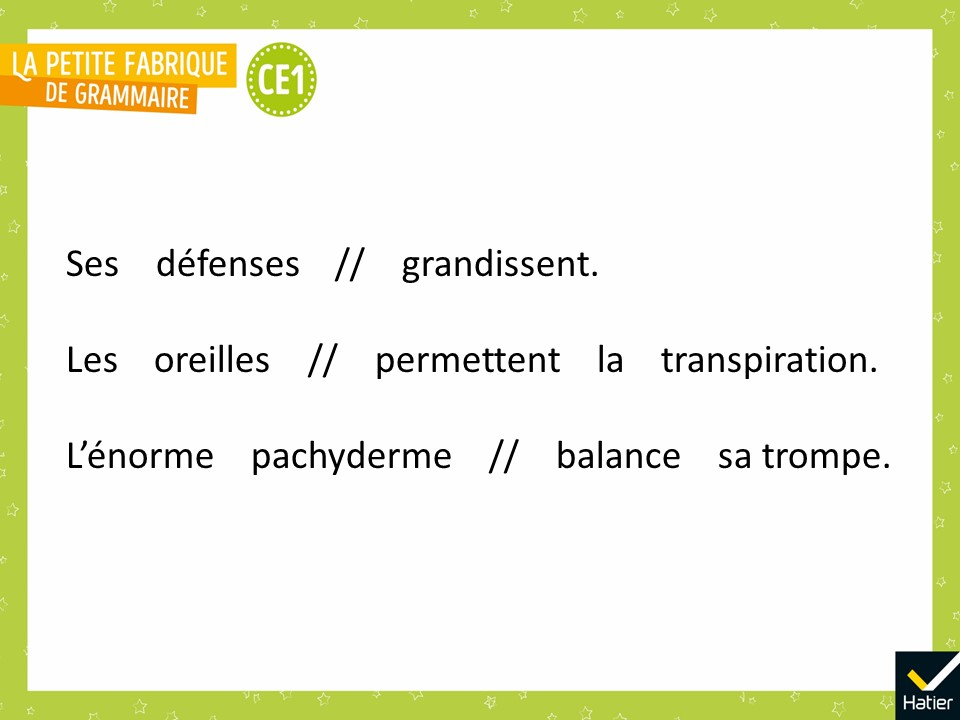 LA PETITE FABRIQUE
DE GRAMMAIRE
CE1
Ses défenses // grandissent.
Les oreilles // permettent la transpiration.
L’énorme pachyderme // balance sa trompe.
Hatier